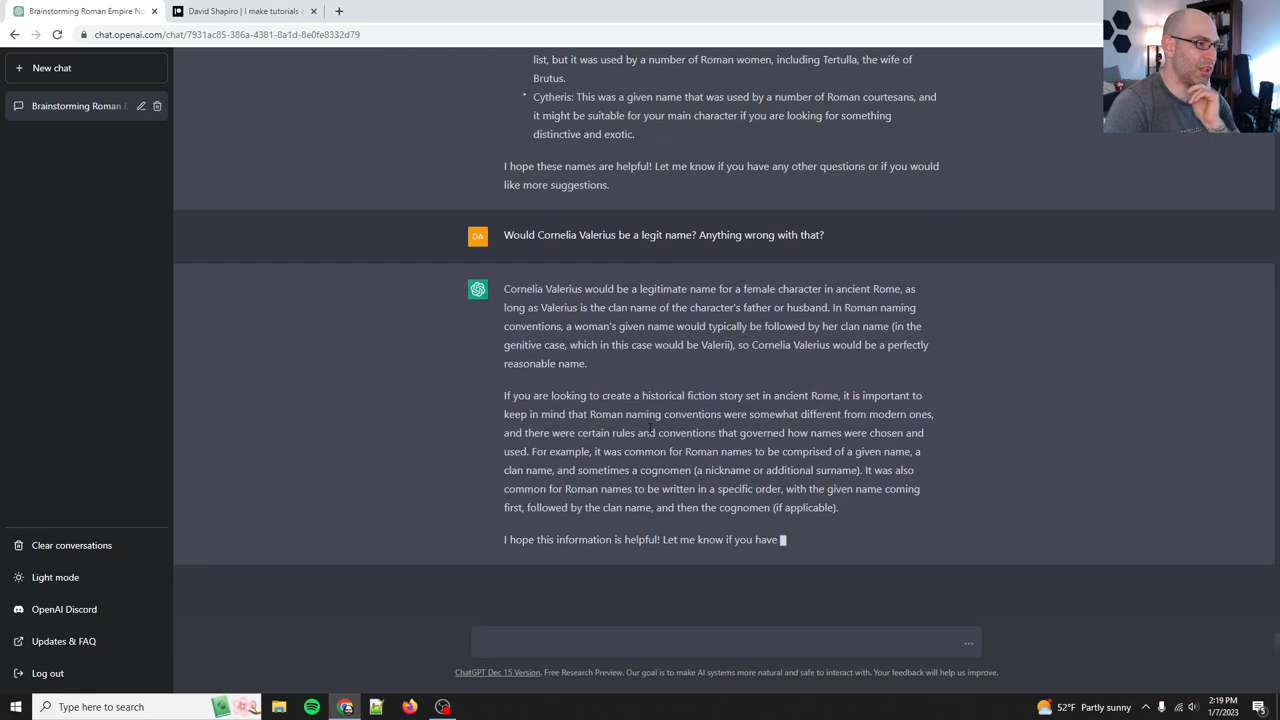 Brainstorming Roman Empire No
David Shapiro | I make tutorials a
chat.openai.com/chat/7931ac85-386a-4381-8a1d-8e0fe8332d79
New chat
Brainstorming Roman E
Clear conversations
Light mode
OpenAI Discord
Updates & FAQ
Log out
list, but it was used by a number of Roman women, including Tertulla, the wife of
Brutus.
• Cytheris: This was a given name that was used by a number of Roman courtesans, and
it might be suitable for your main character if you are looking for something
distinctive and exotic.
I hope these names are helpful! Let me know if you have any other questions or if you would
like more suggestions.
DA
Would Cornelia Valerius be a legit name? Anything wrong with that?
Cornelia Valerius would be a legitimate name for a female character in ancient Rome, as
long as Valerius is the clan name of the character's father or husband. In Roman naming
conventions, a woman's given name would typically be followed by her clan name (in the
genitive case, which in this case would be Valerii), so Cornelia Valerius would be a perfectly
reasonable name.
If you are looking to create a historical fiction story set in ancient Rome, it is important to
keep in mind that Roman naming conventions were somewhat different from modern ones,
and there were certain rules and conventions that governed how names were chosen and
used. For example, it was common for Roman names to be comprised of a given name, a
clan name, and sometimes a cognomen (a nickname or additional surname). It was also
common for Roman names to be written in a specific order, with the given name coming
first, followed by the clan name, and then the cognomen (if applicable).
I hope this information is helpful! Let me know if you have
ChatGPT Dec 15 Version. Free Research Preview. Our goal is to make AI systems more natural and safe to interact with. Your feedback will help us improve.
Type here to search
52°F Partly sunny
2:19 PM
1/7/2023